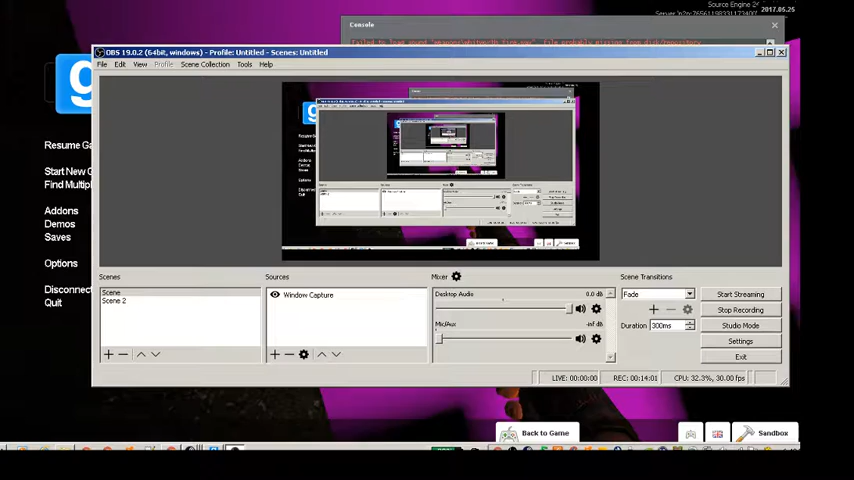 Source Engine 2
2017.05.25
Console
OBS 19.0.2 (64bit, windows) - Profile: Untitled - Scenes: Untitled
File Edit View Profile Scene Collection Tools Help
Resume Ga
Start New G
Find Multipl
Addons
Demos
Saves
Options
Disconnect
Quit
Scenes
Scene
Scene 2
Sources
Window Capture
Mixer
Desktop Audio 0.0 dB
Mic/Aux -inf dB
Scene Transitions
Fade
Duration 300ms
Start Streaming
Stop Recording
Studio Mode
Settings
Exit
LIVE: 00:00:00 REC: 00:14:01 CPU: 32.3%, 30.00 fps
Back to Game
Sandbox